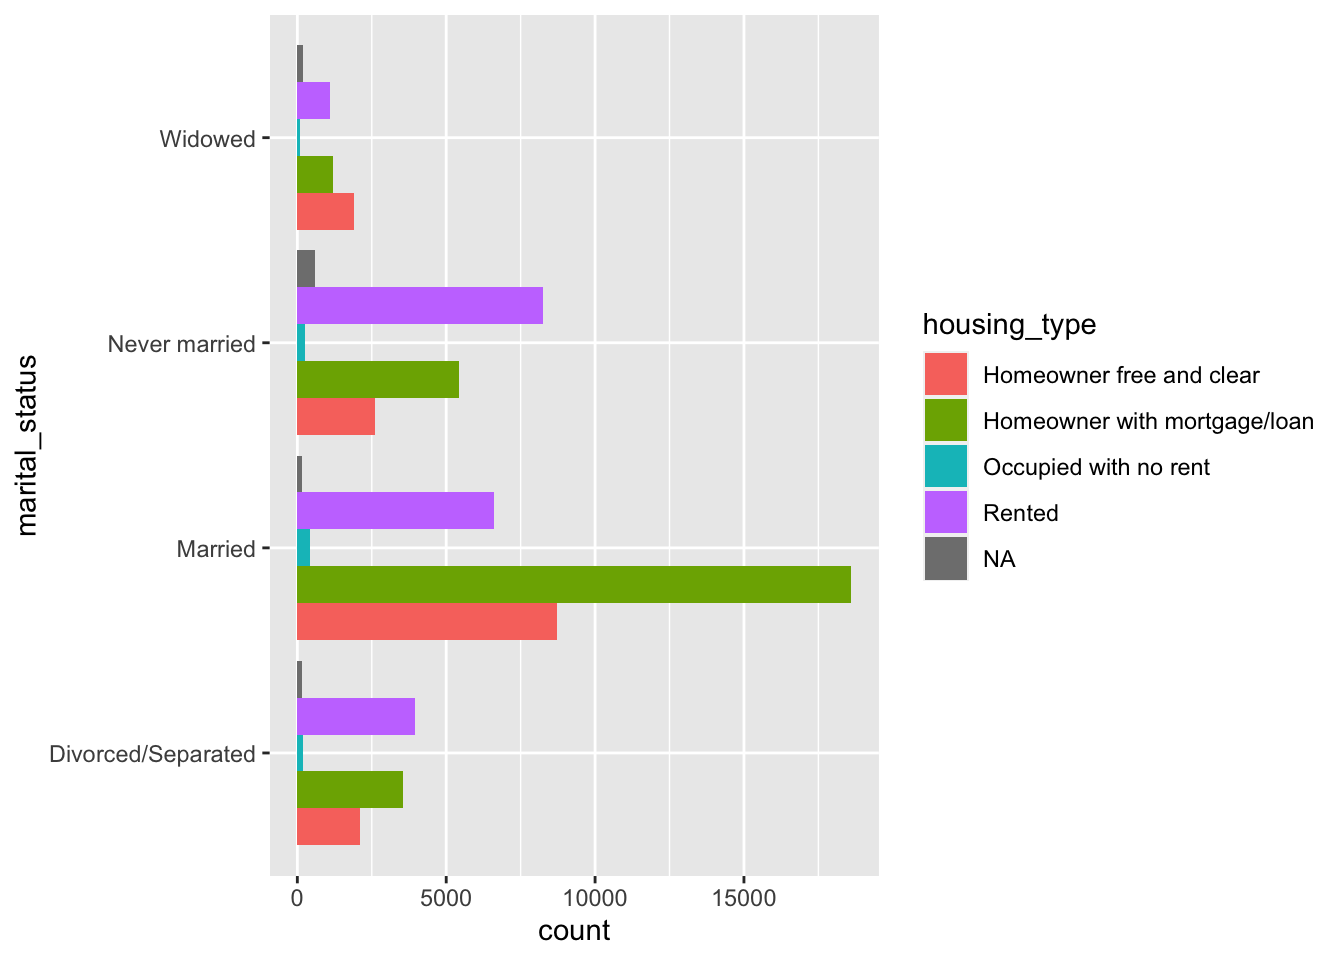 marital_status
Widowed
Never married
Married
Divorced/Separated
0 5000 10000 15000
count
housing_type
Homeowner free and clear
Homeowner with mortgage/loan
Occupied with no rent
Rented
NA